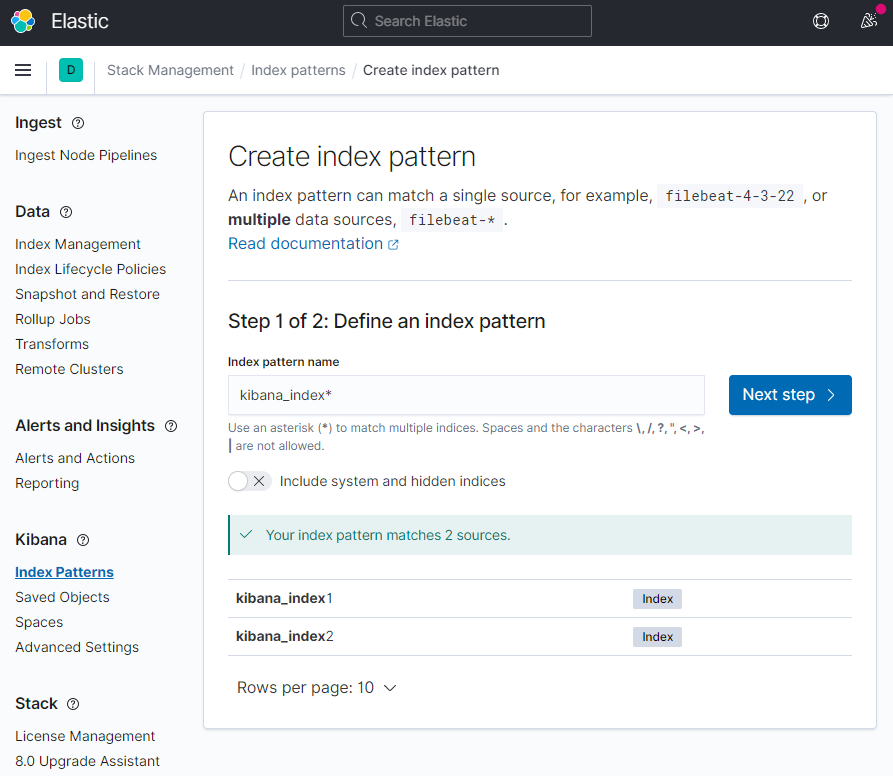 Elastic
Search Elastic
D
Stack Management / Index patterns / Create index pattern
Ingest
Ingest Node Pipelines
Data
Index Management
Index Lifecycle Policies
Snapshot and Restore
Rollup Jobs
Transforms
Remote Clusters
Alerts and Insights
Alerts and Actions
Reporting
Kibana
Index Patterns
Saved Objects
Spaces
Advanced Settings
Stack
License Management
8.0 Upgrade Assistant
Create index pattern
An index pattern can match a single source, for example, filebeat-4-3-22 , or
multiple data sources, filebeat-* .
Read documentation
Step 1 of 2: Define an index pattern
Index pattern name
kibana_index*
Next step
Use an asterisk (*) to match multiple indices. Spaces and the characters \, /, ?, ", <, >,
| are not allowed.
Include system and hidden indices
Your index pattern matches 2 sources.
kibana_index1 Index
kibana_index2 Index
Rows per page: 10